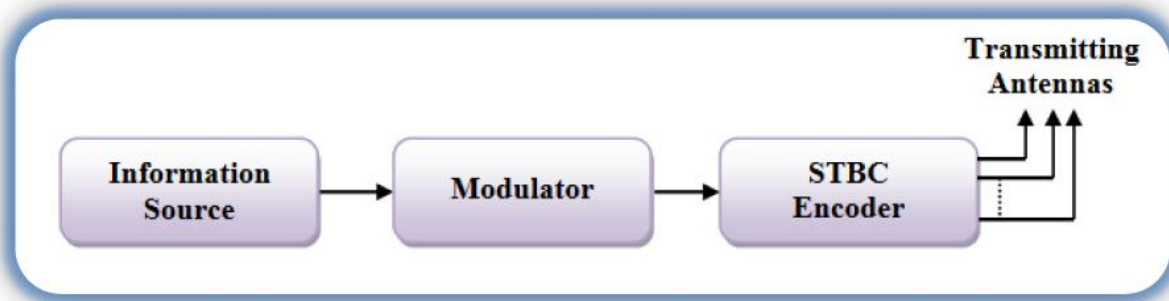 Transmitting
Antennas
Information
Source
Modulator
STBC
Encoder